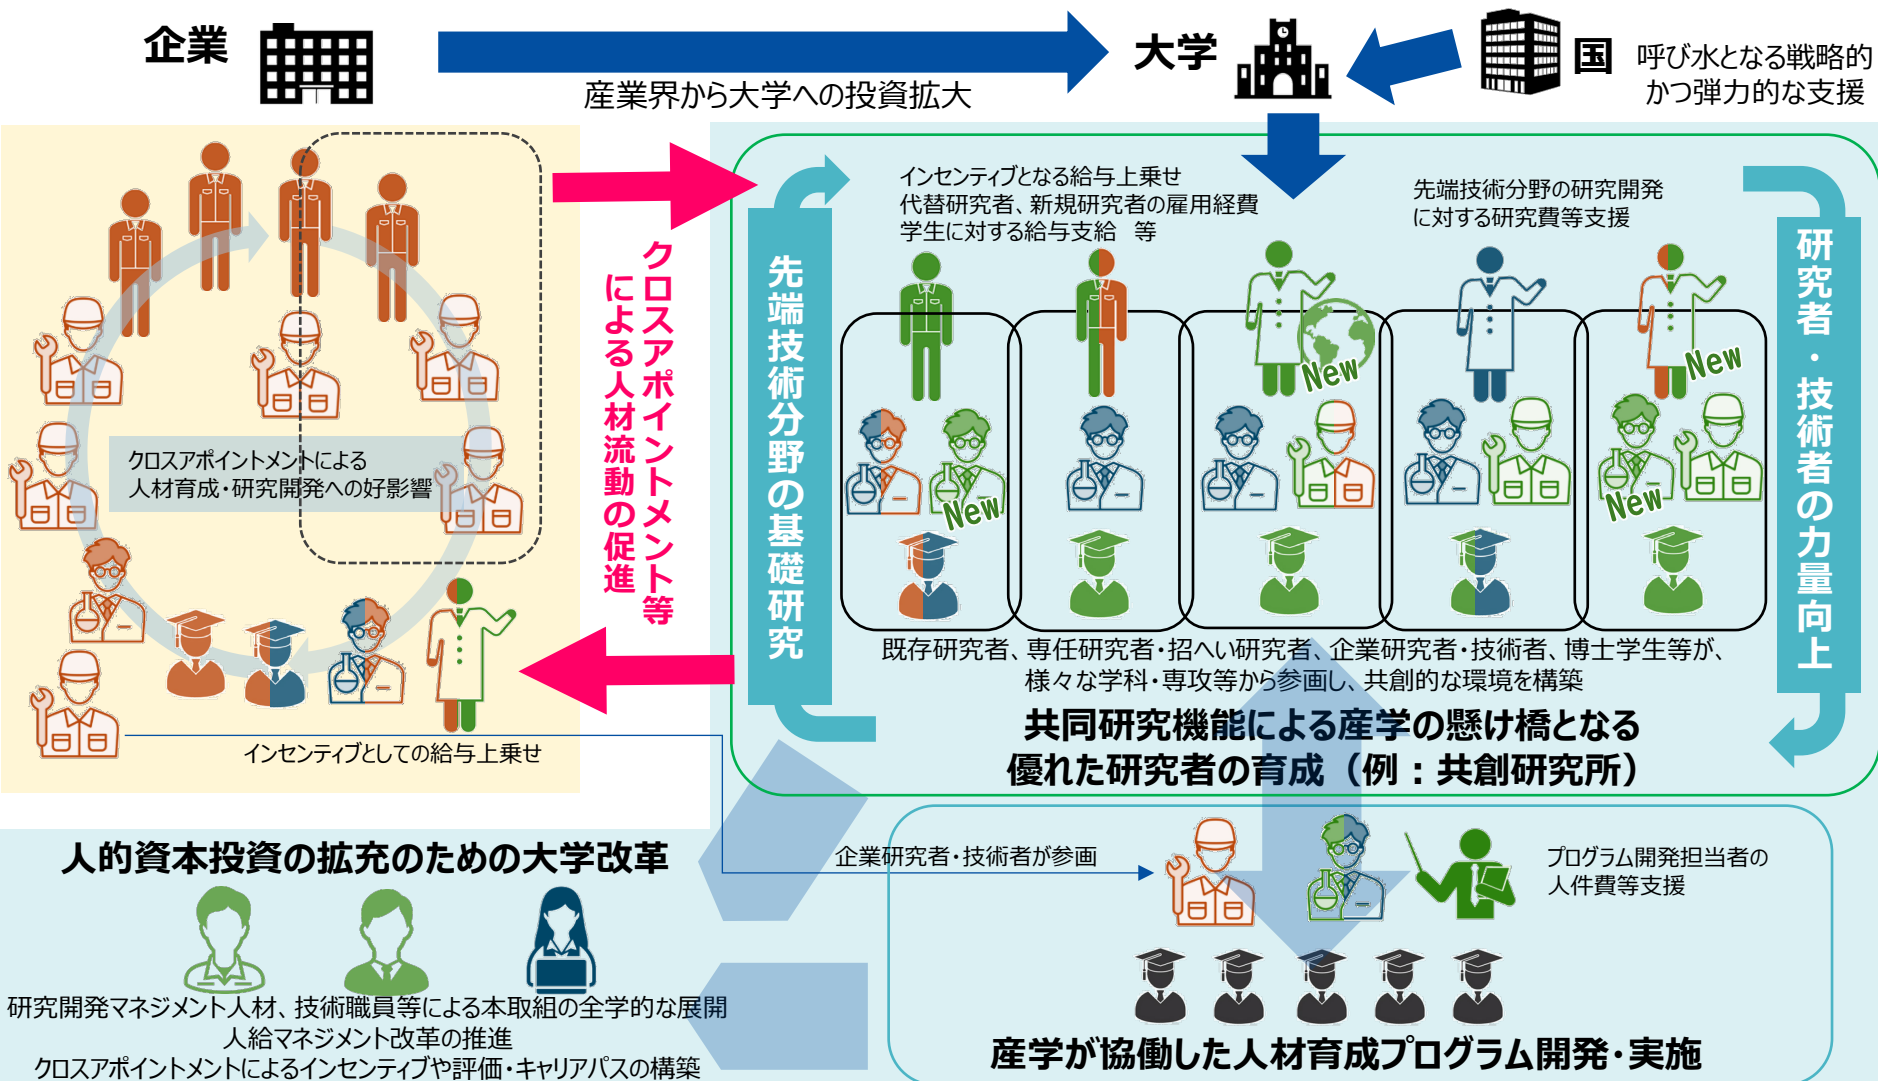 企業
産業界から大学への投資拡大
大学
国
呼び水となる戦略的
かつ弾力的な支援
クロスアポイントメントによる
人材育成・研究開発への好影響
インセンティブとしての給与上乗せ
クロスアポイントメント等
による人材流動の促進
先端技術分野の基礎研究
インセンティブとなる給与上乗せ
代替研究者、新規研究者の雇用経費
学生に対する給与支給　等
先端技術分野の研究開発
に対する研究費等支援
研究者・技術者の力量向上
New
New
New
New
既存研究者、専任研究者・招へい研究者、企業研究者・技術者、博士学生等が、
様々な学科・専攻等から参画し、共創的な環境を構築
共同研究機能による産学の懸け橋となる
優れた研究者の育成（例：共創研究所）
人的資本投資の拡充のための大学改革
研究開発マネジメント人材、技術職員等による本取組の全学的な展開
人給マネジメント改革の推進
クロスアポイントメントによるインセンティブや評価・キャリアパスの構築
企業研究者・技術者が参画
プログラム開発担当者の
人件費等支援
産学が協働した人材育成プログラム開発・実施